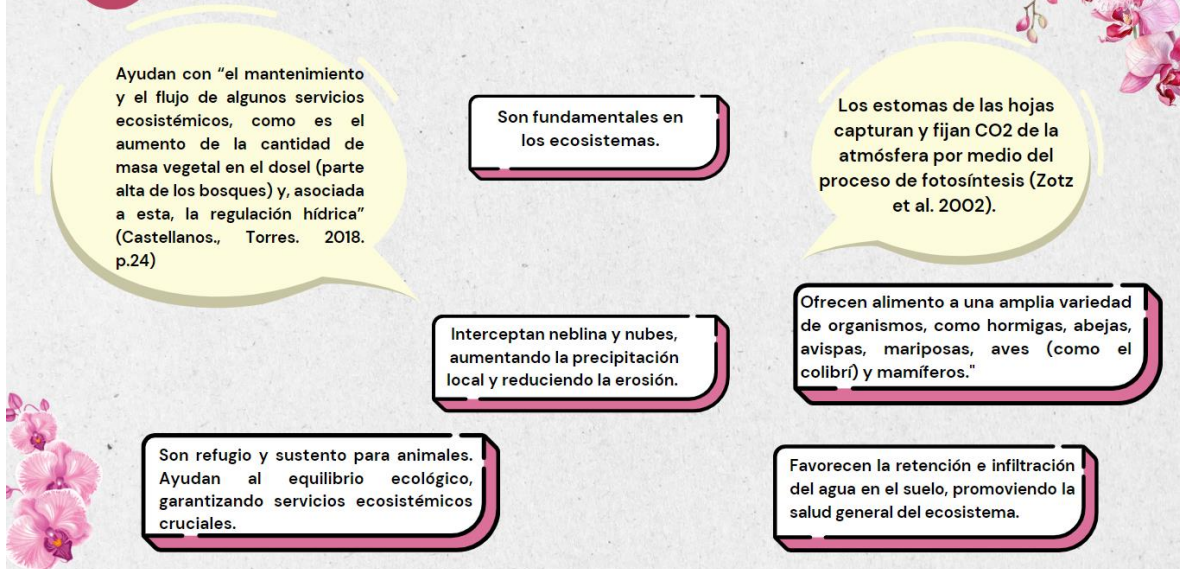 Ayudan con “el mantenimiento
y el flujo de algunos servicios
ecosistémicos, como es el
aumento de la cantidad de
masa vegetal en el dosel (parte
alta de los bosques) y, asociada
a esta, la regulación hídrica”
(Castellanos., Torres. 2018.
p.24)
Son fundamentales en
los ecosistemas.
Los estomas de las hojas
capturan y fijan CO2 de la
atmósfera por medio del
proceso de fotosíntesis (Zotz
et al. 2002).
Interceptan neblina y nubes,
aumentando la precipitación
local y reduciendo la erosión.
Ofrecen alimento a una amplia variedad
de organismos, como hormigas, abejas,
avispas, mariposas, aves (como el
colibrí) y mamíferos."
Son refugio y sustento para animales.
Ayudan al equilibrio ecológico,
garantizando servicios ecosistémicos
cruciales.
Favorecen la retención e infiltración
del agua en el suelo, promoviendo la
salud general del ecosistema.